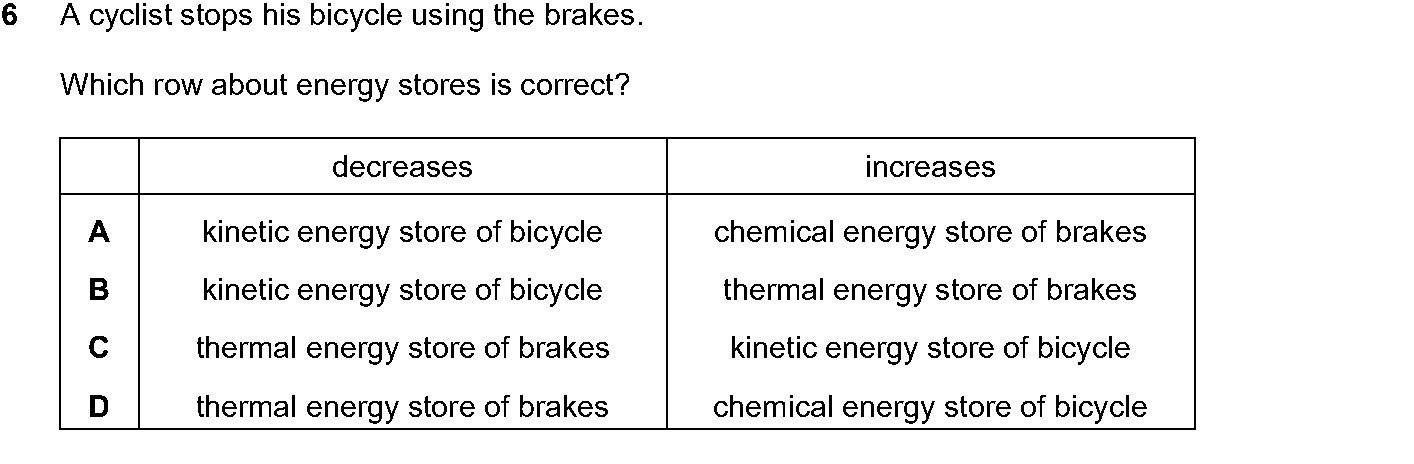 6 A cyclist stops his bicycle using the brakes.
Which row about energy stores is correct?
decreases increases
A kinetic energy store of bicycle chemical energy store of brakes
B kinetic energy store of bicycle thermal energy store of brakes
C thermal energy store of brakes kinetic energy store of bicycle
D thermal energy store of brakes chemical energy store of bicycle